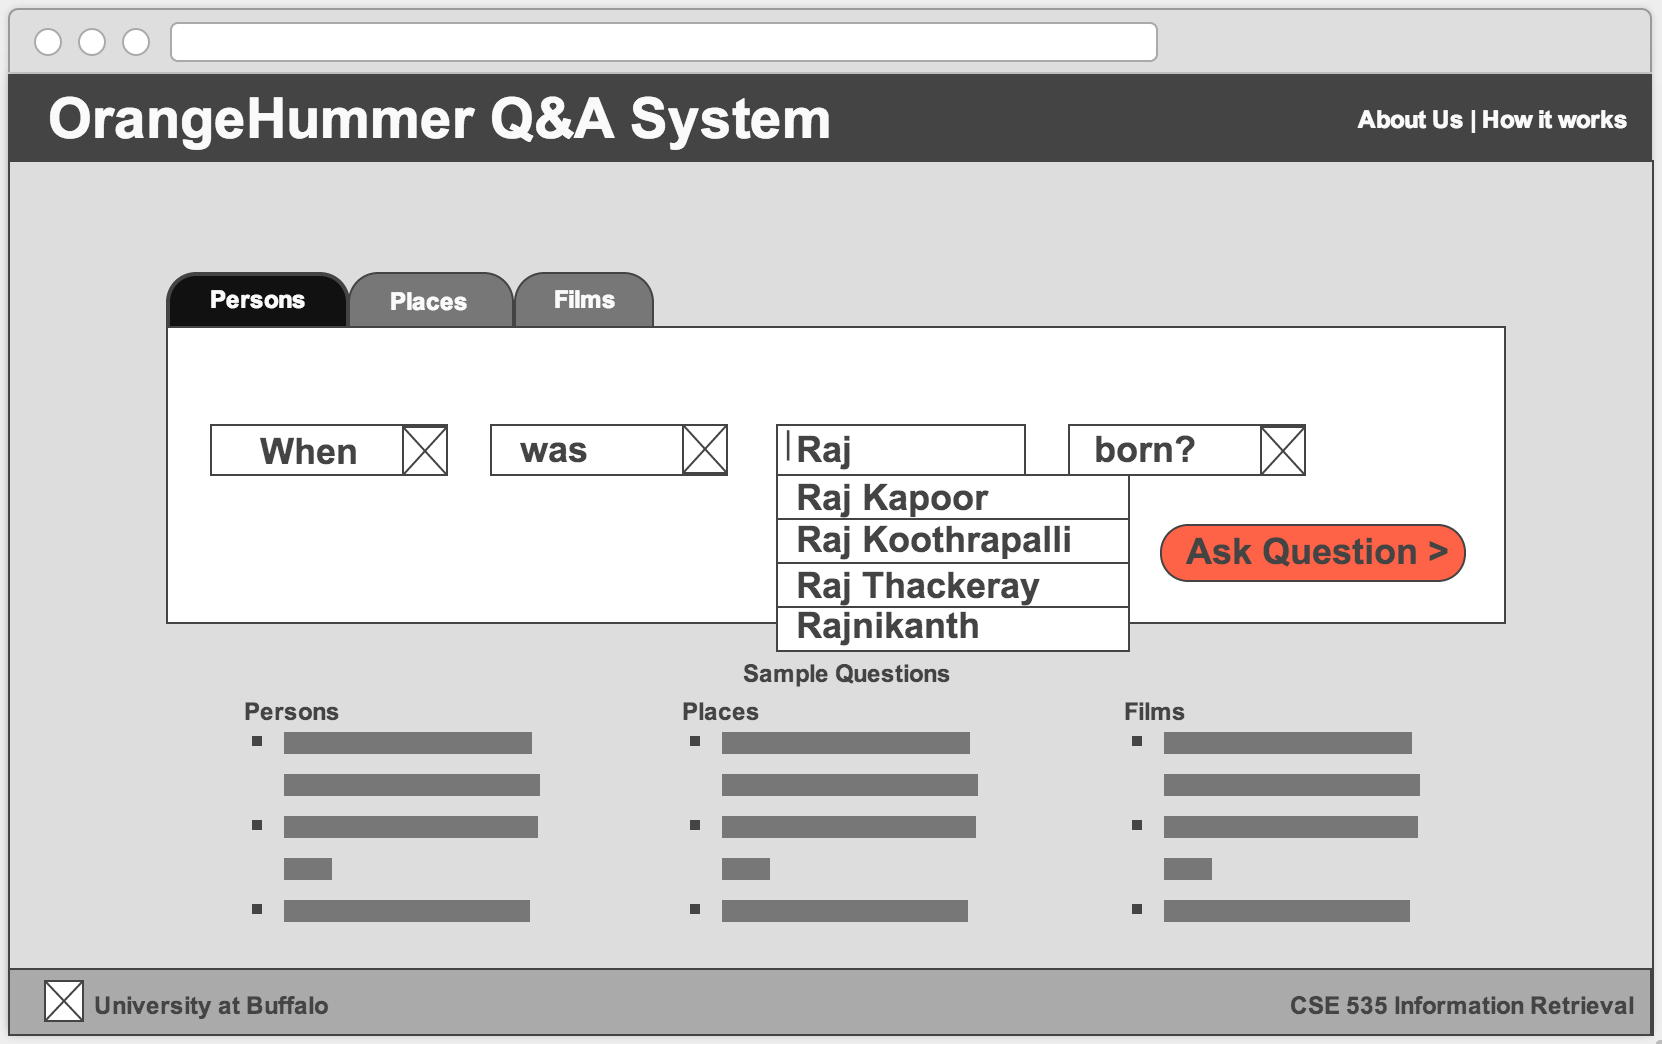 OrangeHummer Q&A System
About Us | How it works
Persons
Places
Films
When
was
Raj
born?
Raj Kapoor
Raj Koothrapalli
Raj Thackeray
Rajnikanth
Ask Question >
Sample Questions
Persons
Places
Films
University at Buffalo
CSE 535 Information Retrieval